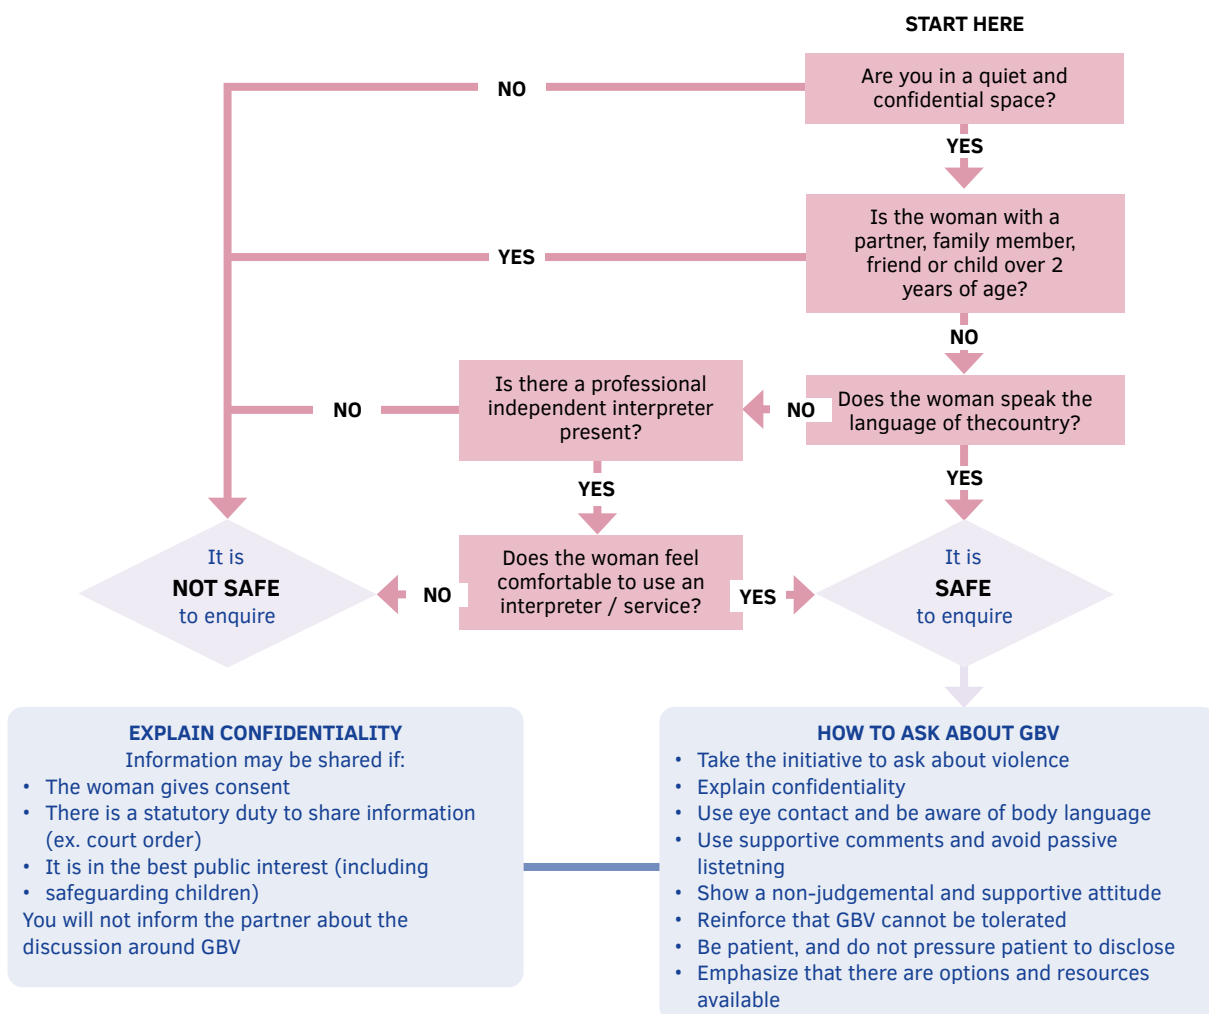 START HERE
Are you in a quiet and
confidential space?
NO
YES
Is the woman with a
partner, family member,
friend or child over 2
years of age?
YES
NO
Does the woman speak the
language of thecountry?
NO
Is there a professional
independent interpreter
present?
NO
YES
YES
Does the woman feel
comfortable to use an
interpreter / service?
NO
YES
It is
NOT SAFE
to enquire
It is
SAFE
to enquire
EXPLAIN CONFIDENTIALITY
Information may be shared if:
• The woman gives consent
• There is a statutory duty to share information
(ex. court order)
• It is in the best public interest (including
• safeguarding children)
You will not inform the partner about the
discussion around GBV
HOW TO ASK ABOUT GBV
• Take the initiative to ask about violence
• Explain confidentiality
• Use eye contact and be aware of body language
• Use supportive comments and avoid passive
listetning
• Show a non-judgemental and supportive attitude
• Reinforce that GBV cannot be tolerated
• Be patient, and do not pressure patient to disclose
• Emphasize that there are options and resources
available